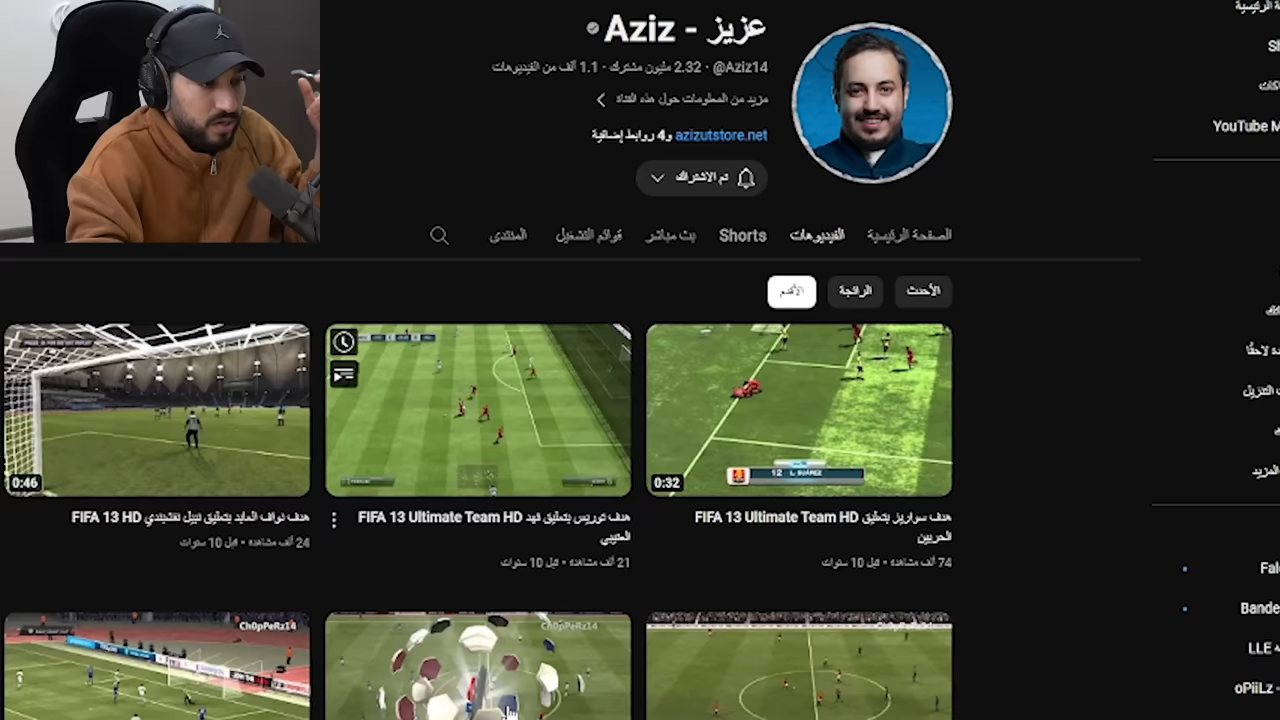 عزيز - Aziz
@Aziz14 · 2.32 مليون مشترك · 1.1 ألف من الفيديوهات
مزيد من المعلومات حول هذه القناة
azizutstore.net و4 روابط إضافية
تم الاشتراك
الصفحة الرئيسية
الفيديوهات
Shorts
بث مباشر
قوائم التشغيل
المنتدى
الأحدث
الرائجة
الأقدم
YouTube M
12 L. SUÁREZ
0:32
0:46
هدف سواريز بتعليق FIFA 13 Ultimate Team HD
الحربين
74 ألف مشاهدة • قبل 10 سنوات
هدف توريس بتعليق فهد FIFA 13 Ultimate Team HD
العتيبي
21 ألف مشاهدة • قبل 10 سنوات
هدف نواف العابد بتعليق نبيل نقشبندي FIFA 13 HD
24 ألف مشاهدة • قبل 10 سنوات
Ch0pPeRz14
Ch0pPeRz14
المزيد
Fal
Bande
LLE
oPiiLz -